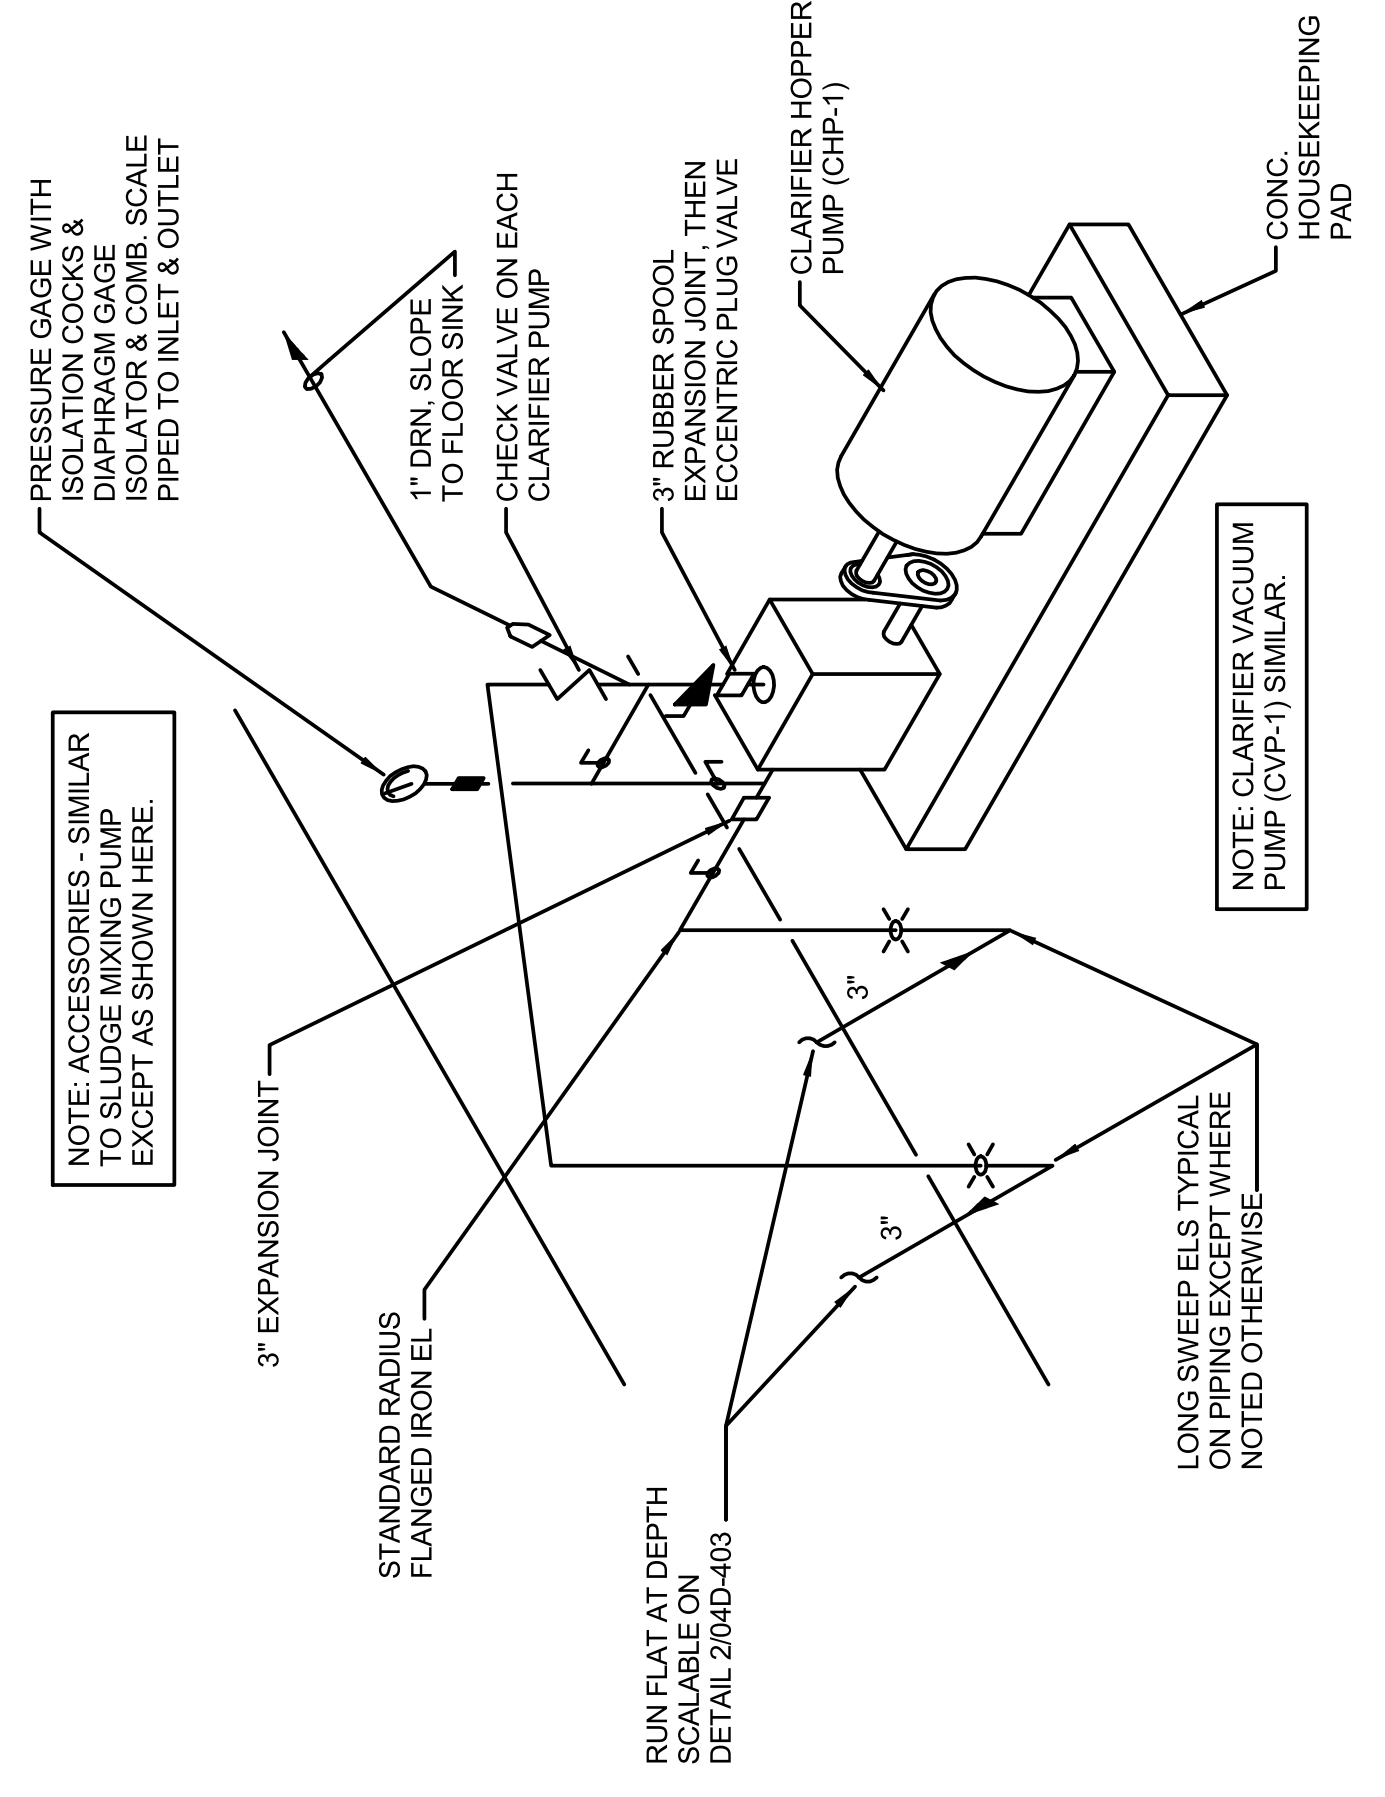 PRESSURE GAGE WITH
ISOLATION COCKS &
DIAPHRAGM GAGE
ISOLATOR & COMB. SCALE
PIPED TO INLET & OUTLET
NOTE: ACCESSORIES - SIMILAR
TO SLUDGE MIXING PUMP
EXCEPT AS SHOWN HERE.
3" EXPANSION JOINT
STANDARD RADIUS
FLANGED IRON EL
1" DRN, SLOPE
TO FLOOR SINK
CHECK VALVE ON EACH
CLARIFIER PUMP
3" RUBBER SPOOL
EXPANSION JOINT, THEN
ECCENTRIC PLUG VALVE
RUN FLAT AT DEPTH
SCALABLE ON
DETAIL 2/04D-403
CLARIFIER HOPPER
PUMP (CHP-1)
3"
3"
LONG SWEEP ELS TYPICAL
ON PIPING EXCEPT WHERE
NOTED OTHERWISE
NOTE: CLARIFIER VACUUM
PUMP (CVP-1) SIMILAR.
CONC.
HOUSEKEEPING
PAD